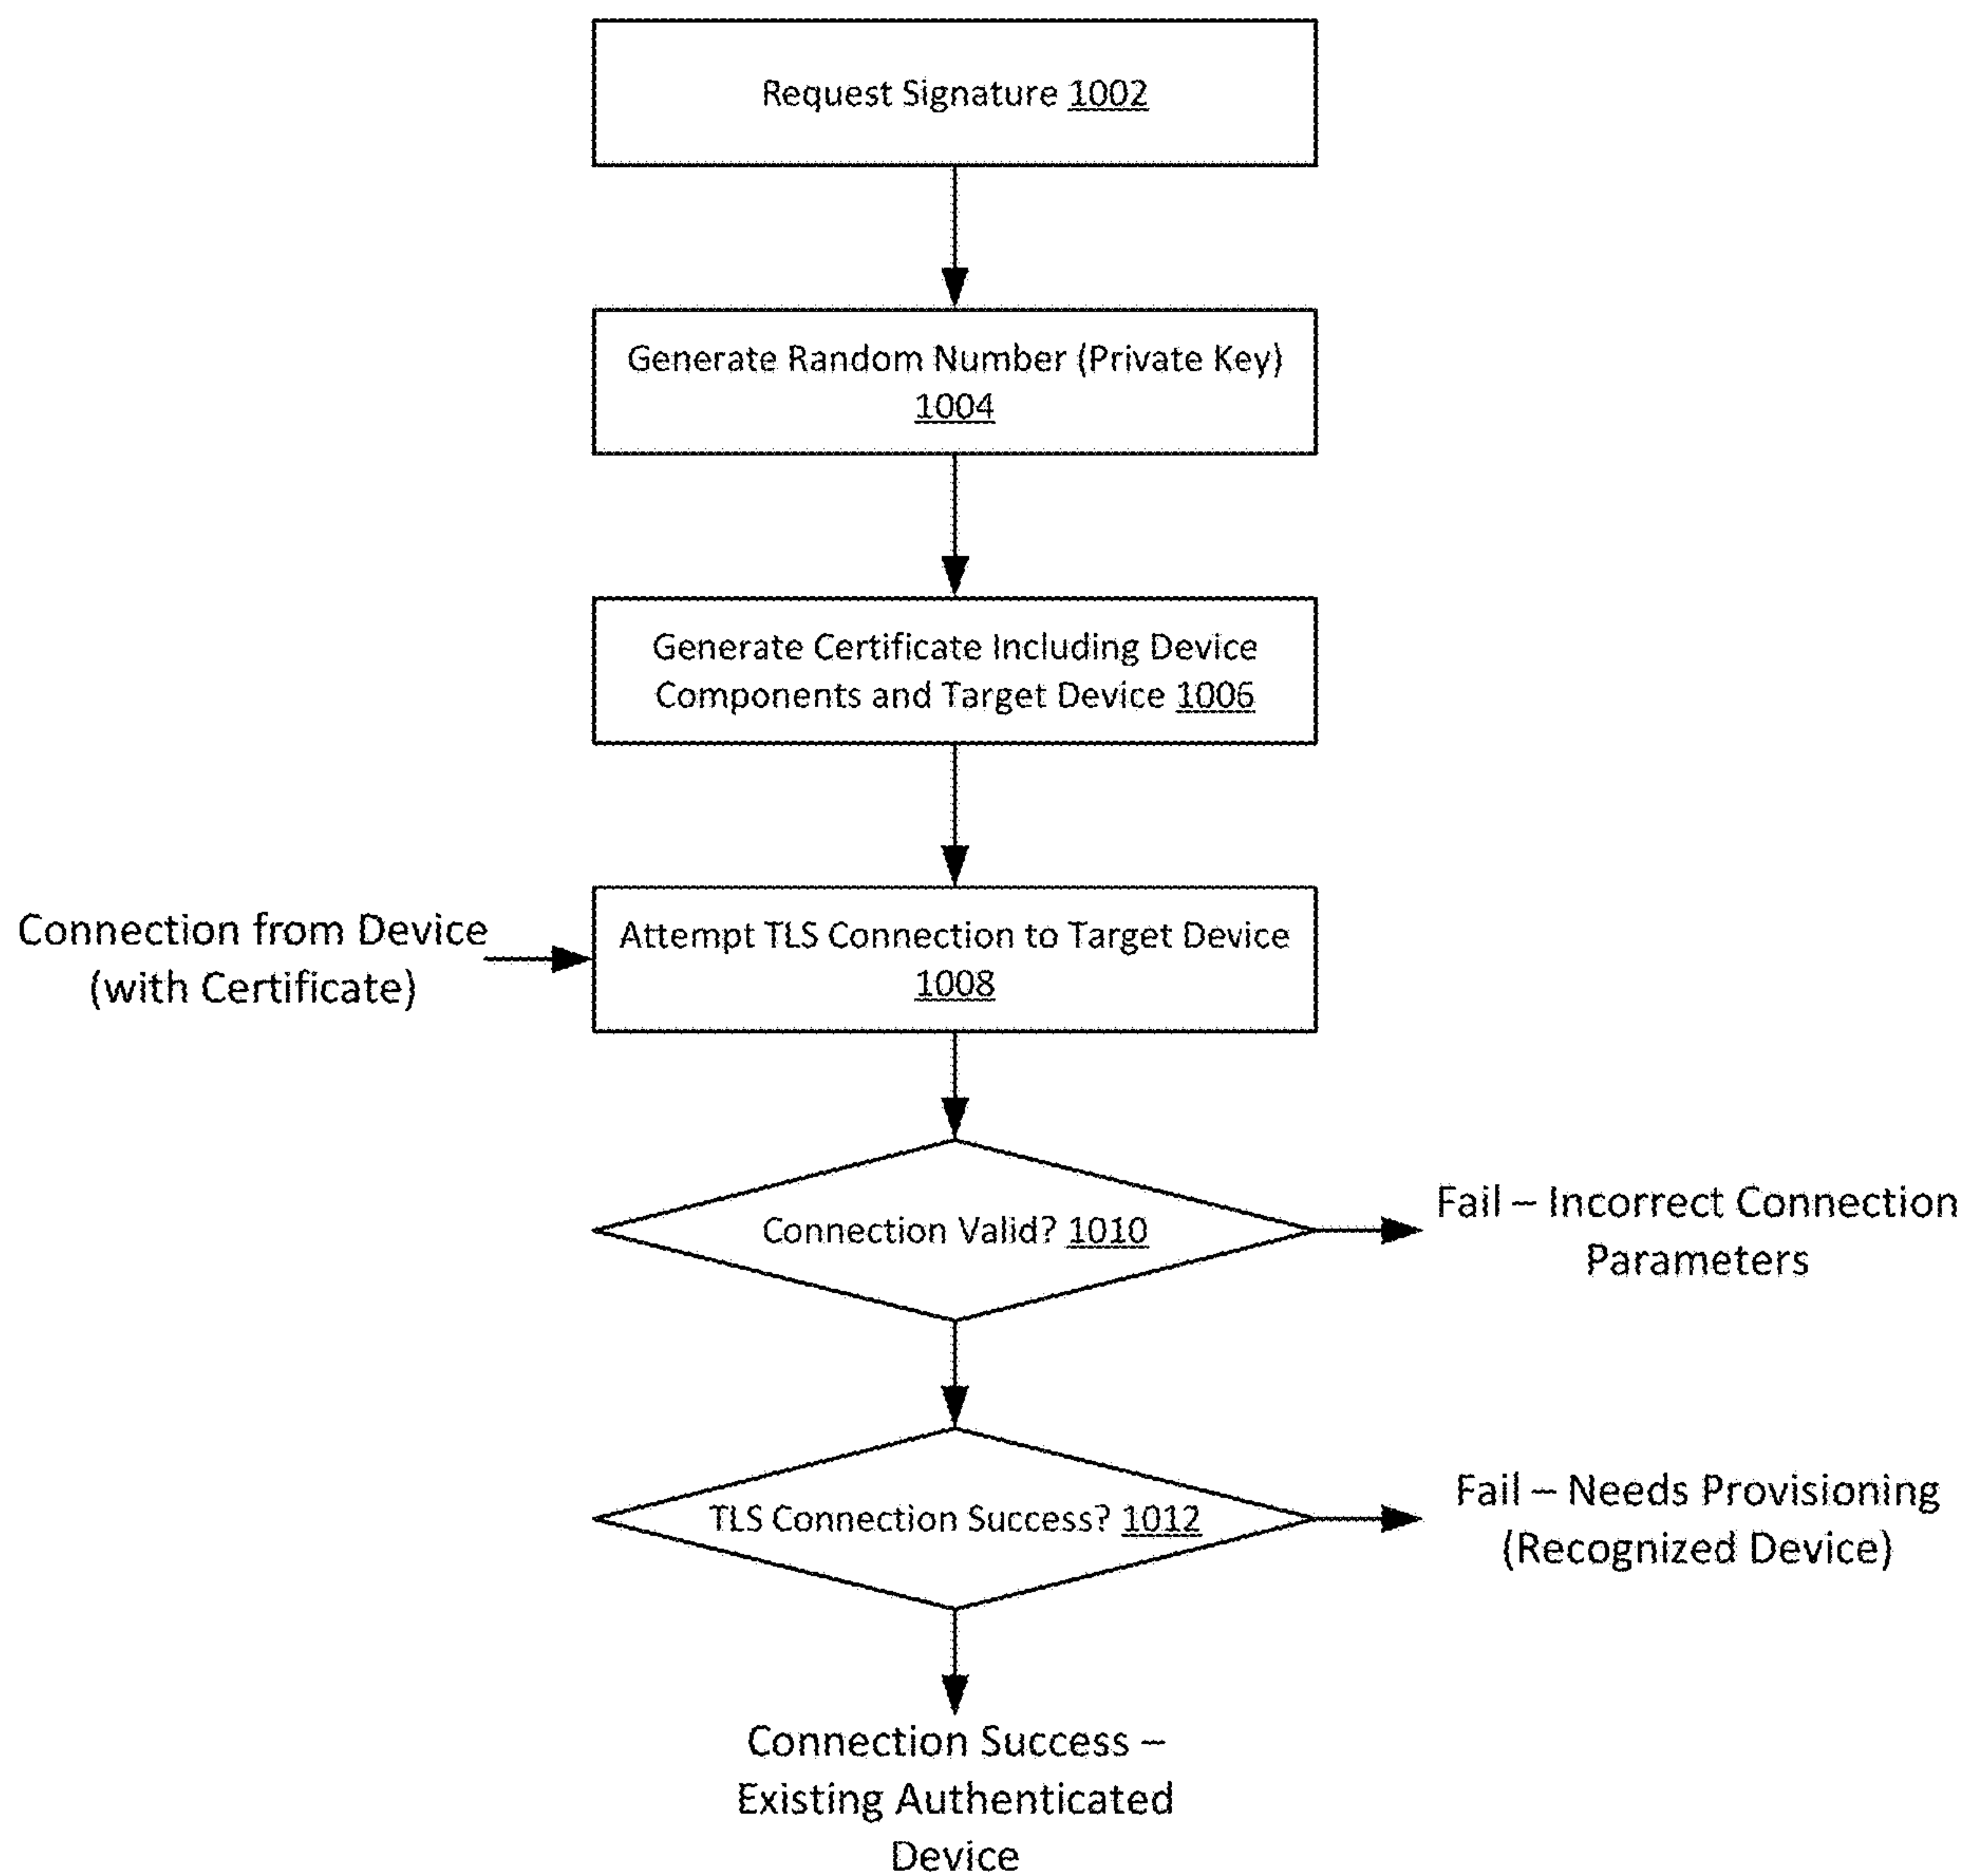 Request Signature 1002
Generate Random Number (Private Key)
1004
Generate Certificate Including Device
Components and Target Device 1006
Connection from Device
(with Certificate)
Attempt TLS Connection to Target Device
1008
Connection Valid? 1010
Fail – Incorrect Connection
Parameters
TLS Connection Success? 1012
Fail – Needs Provisioning
(Recognized Device)
Connection Success –
Existing Authenticated
Device